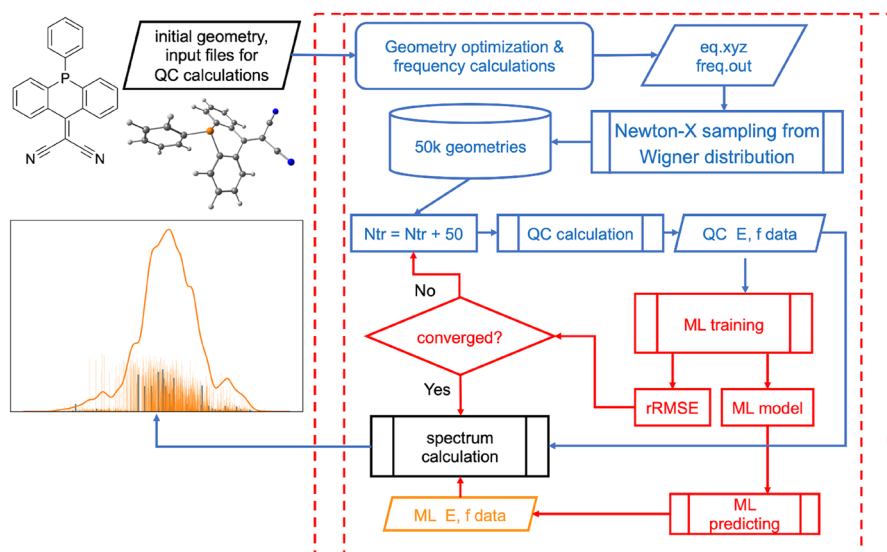 initial geometry,
input files for
QC calculations
Geometry optimization &
frequency calculations
eq.xyz
freq.out
P
N
N
50k geometries
Newton-X sampling from
Wigner distribution
Ntr = Ntr + 50
QC calculation
QC E, f data
No
converged?
ML training
Yes
rRMSE
ML model
spectrum
calculation
ML E, f data
ML
predicting